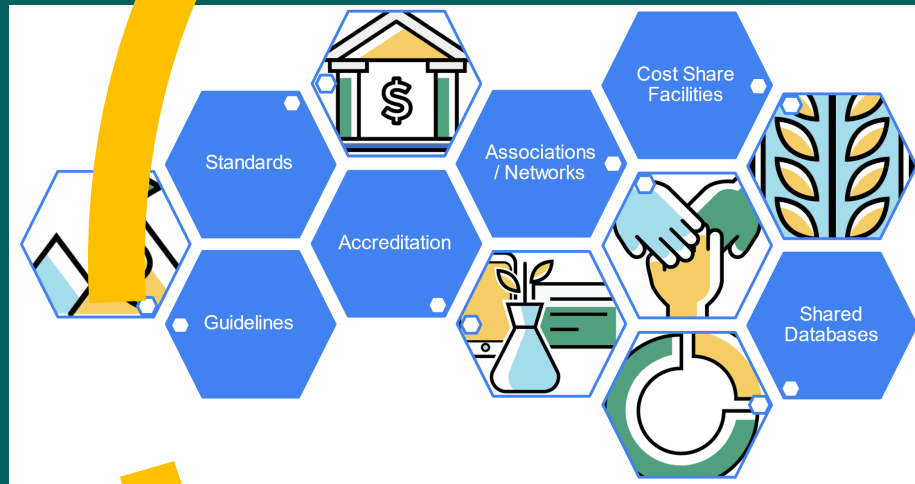 Standards
Guidelines
$
Accreditation
Associations
/ Networks
Cost Share
Facilities
Shared
Databases